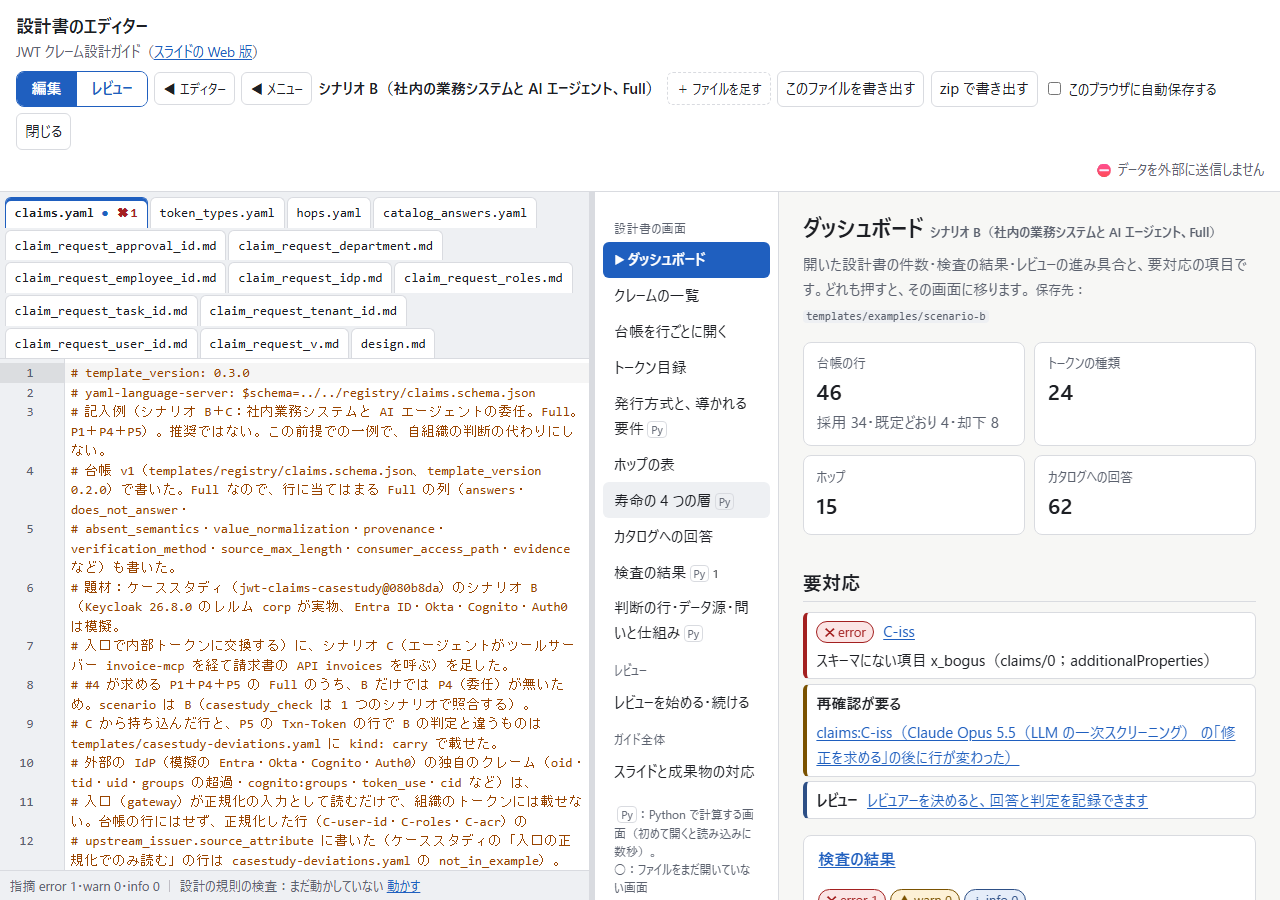 設計書のエディター
JWT クレーム設計ガイド（スライドの Web 版）
編集
レビュー
◀ エディター
◀ メニュー
シナリオ B（社内の業務システムと AI エージェント、Full）
＋ ファイルを足す
このファイルを書き出す
zip で書き出す
このブラウザに自動保存する
閉じる
データを外部に送信しません
claims.yaml ● ✖1
token_types.yaml
hops.yaml
catalog_answers.yaml
claim_request_approval_id.md
claim_request_department.md
claim_request_employee_id.md
claim_request_idp.md
claim_request_roles.md
claim_request_task_id.md
claim_request_tenant_id.md
claim_request_user_id.md
claim_request_v.md
design.md
1 # template_version: 0.3.0
2 # yaml-language-server: $schema=../../registry/claims.schema.json
3 # 記入例（シナリオ B＋C：社内業務システムと AI エージェントの委任。Full。
P1＋P4＋P5）。推奨ではない。この前提での一例で、自組織の判断の代わりにし
ない。
4 # 台帳 v1（templates/registry/claims.schema.json、template_version
0.2.0）で書いた。Full なので、行に当てはまる Full の列（answers・
does_not_answer・
5 # absent_semantics・value_normalization・provenance・
verification_method・source_max_length・consumer_access_path・evidence
など）も書いた。
6 # 題材：ケーススタディ（jwt-claims-casestudy@080b8da）のシナリオ B
（Keycloak 26.8.0 のレルム corp が実物、Entra ID・Okta・Cognito・Auth0
は模擬。
7 # 入口で内部トークンに交換する）に、シナリオ C（エージェントがツールサー
バー invoice-mcp を経て請求書の API invoices を呼ぶ）を足した。
8 # #4 が求める P1＋P4＋P5 の Full のうち、B だけでは P4（委任）が無いた
め。scenario は B（casestudy_check は 1 つのシナリオで照合する）。
9 # C から持ち込んだ行と、P5 の Txn-Token の行で B の判定と違うものは
templates/casestudy-deviations.yaml に kind: carry で載せた。
10 # 外部の IdP（模擬の Entra・Okta・Cognito・Auth0）の独自のクレーム（oid・
tid・uid・groups の超過・cognito:groups・token_use・cid など）は、
11 # 入口（gateway）が正規化の入力として読むだけで、組織のトークンには載せな
い。台帳の行にはせず、正規化した行（C-user-id・C-roles・C-acr）の
12 # upstream_issuer.source_attribute に書いた（ケーススタディの「入口の正
規化でのみ読む」の行は casestudy-deviations.yaml の not_in_example）。
指摘 error 1・warn 0・info 0 ｜ 設計の規則の検査：まだ動かしていない 動かす
設計書の画面
▶ ダッシュボード
クレームの一覧
台帳を行ごとに開く
トークン目録
発行方式と、導かれる
要件 Py
ホップの表
寿命の 4 つの層 Py
カタログへの回答
検査の結果 Py 1
判断の行・データ源・問
いと仕組み Py
レビュー
レビューを始める・続ける
ガイド全体
スライドと成果物の対応
Py：Python で計算する画
面（初めて開くと読み込みに
数秒）。
○：ファイルをまだ開いていな
い画面
ダッシュボード シナリオ B（社内の業務システムと AI エージェント、Full）
開いた設計書の件数・検査の結果・レビューの進み具合と、要対応の項目で
す。どれも押すと、その画面に移ります。 保存先：
templates/examples/scenario-b
台帳の行
46
採用 34・既定どおり 4・却下 8
トークンの種類
24
ホップ
15
カタログへの回答
62
要対応
✕ error C-iss
スキーマにない項目 x_bogus（claims/0；additionalProperties）
再確認が要る
claims:C-iss（Claude Opus 5.5（LLM の一次スクリーニング） の「修
正を求める」の後に行が変わった）
レビュー レビュアーを決めると、回答と判定を記録できます
検査の結果
✕ error 1 ▲ warn 0 i info 0